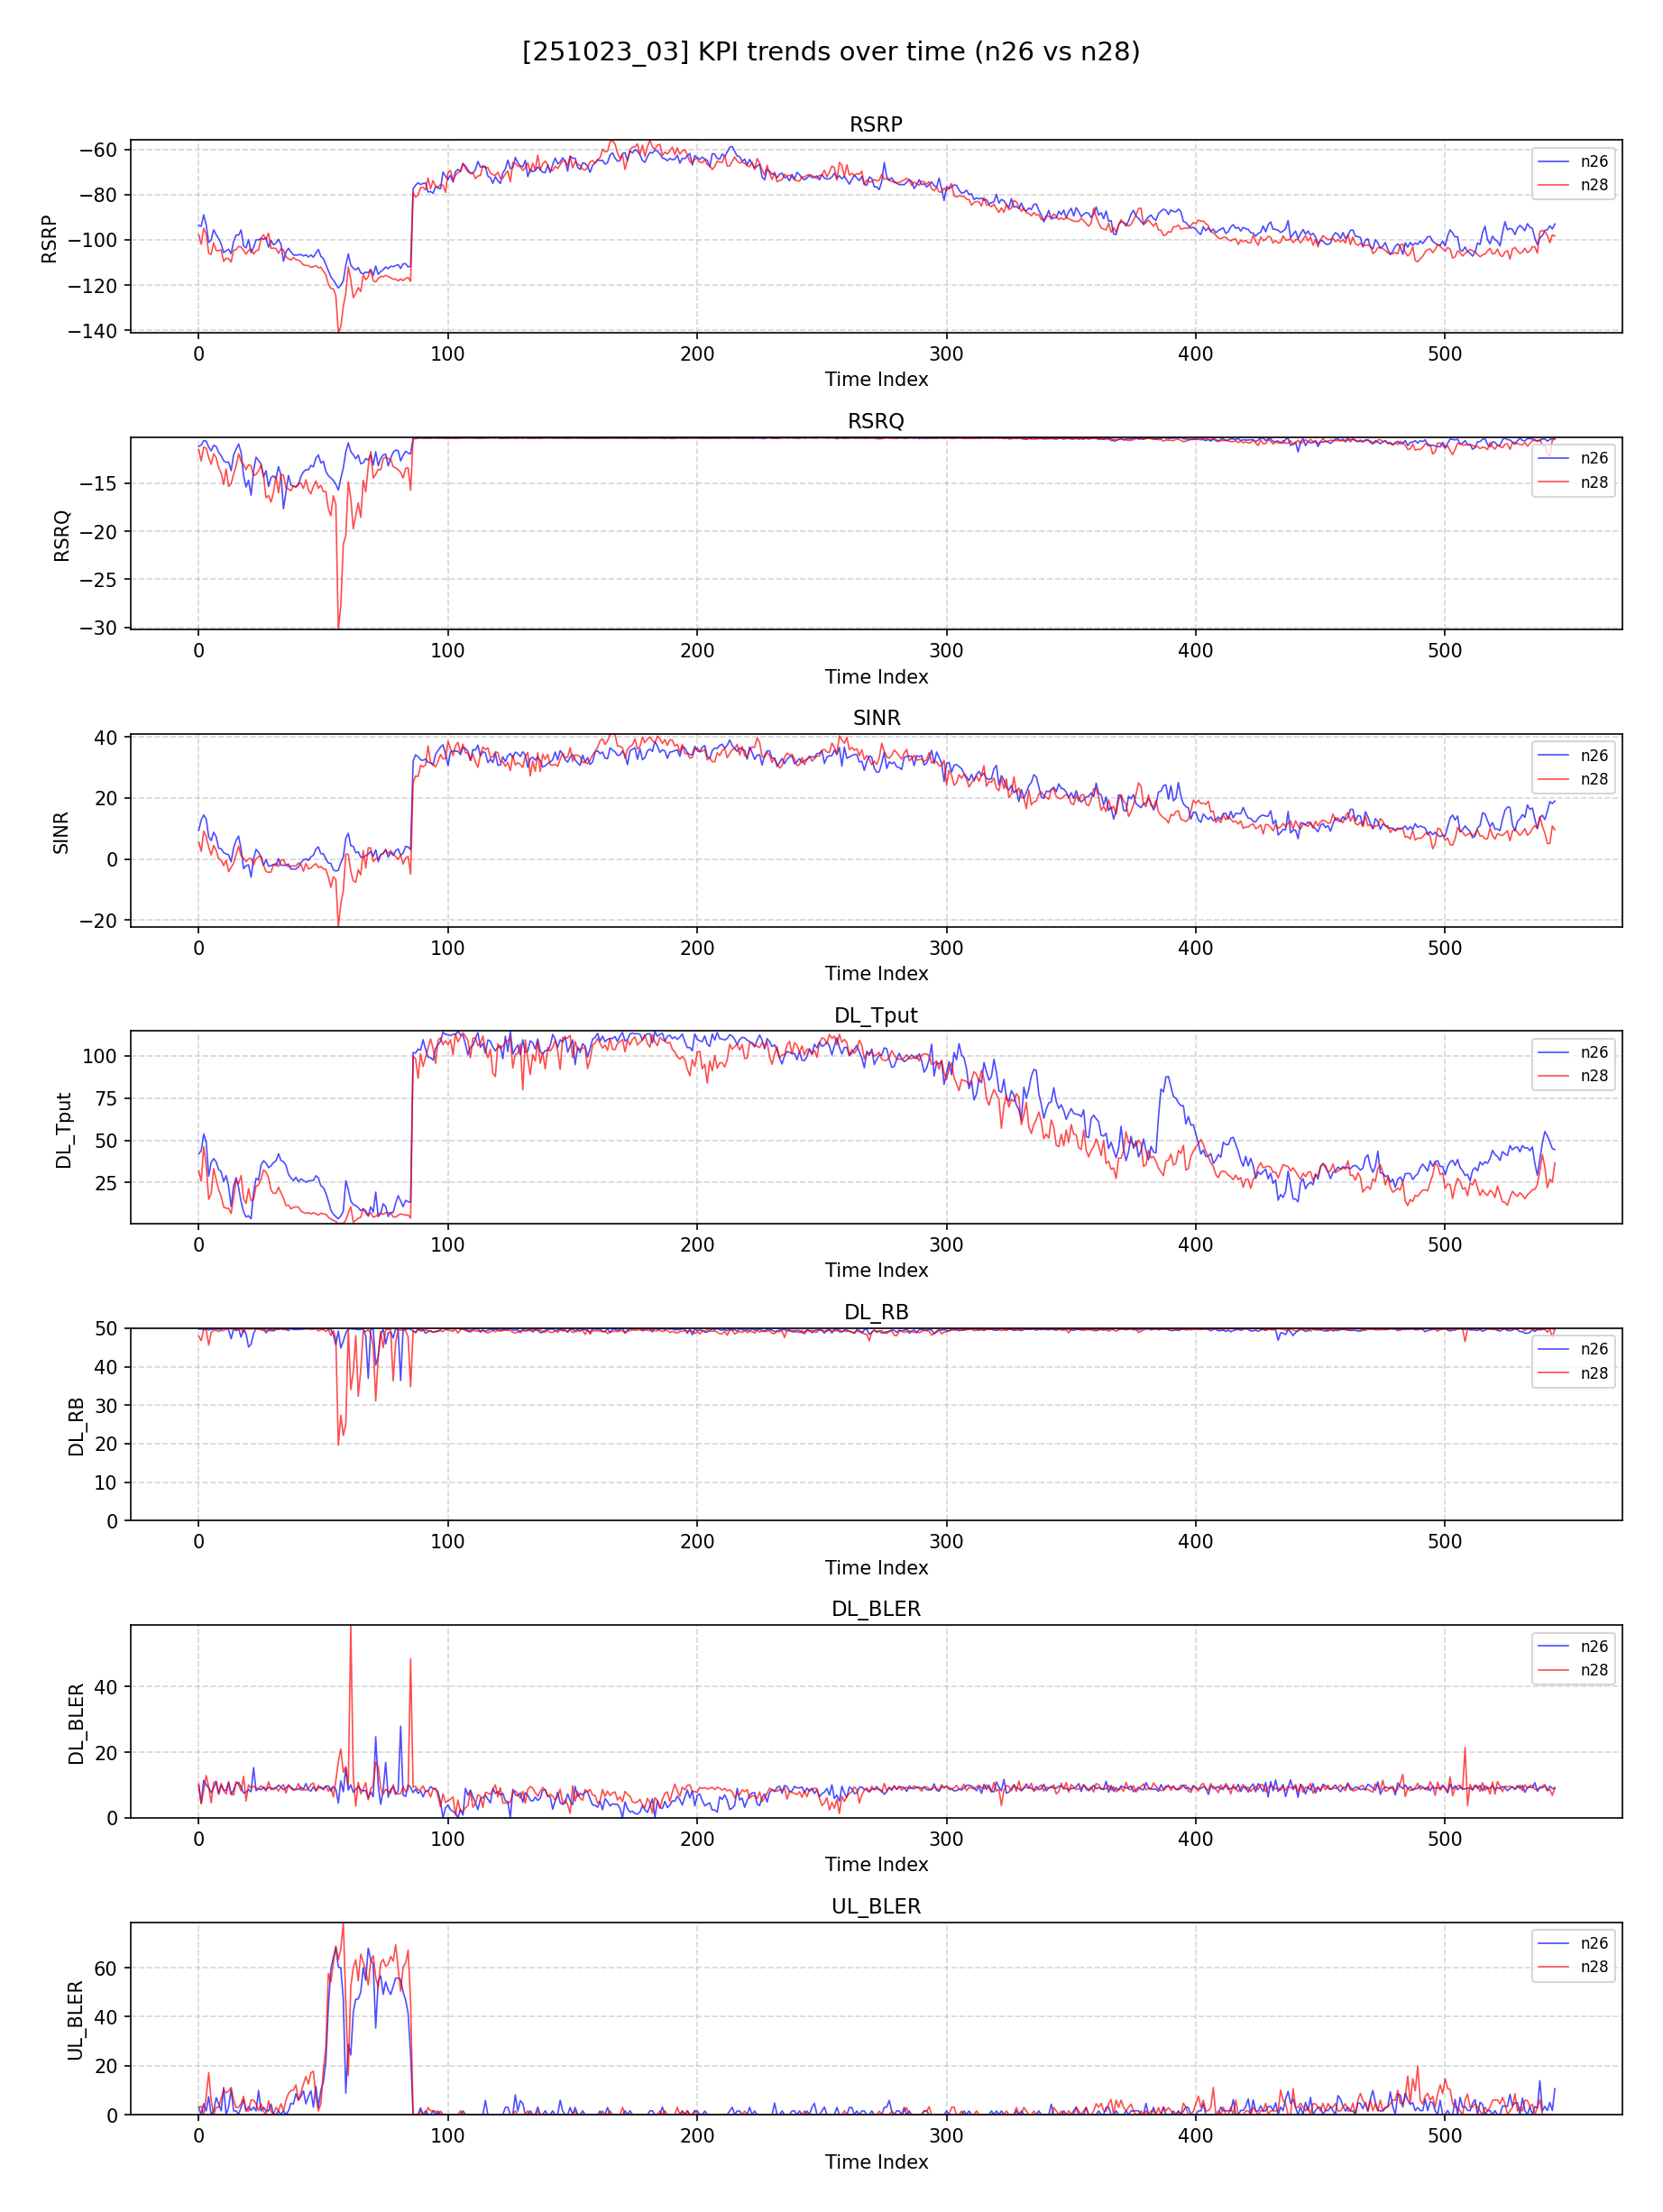 [251023_03] KPI trends over time (n26 vs n28)
RSRP
−60
−80
−100
−120
−140
RSRP
n26
n28
0 100 200 300 400 500
Time Index
RSRQ
−15
−20
−25
−30
RSRQ
n26
n28
0 100 200 300 400 500
Time Index
SINR
40
20
0
−20
SINR
n26
n28
0 100 200 300 400 500
Time Index
DL_Tput
100
75
50
25
DL_Tput
n26
n28
0 100 200 300 400 500
Time Index
DL_RB
50
40
30
20
10
0
DL_RB
n26
n28
0 100 200 300 400 500
Time Index
DL_BLER
40
20
0
DL_BLER
n26
n28
0 100 200 300 400 500
Time Index
UL_BLER
60
40
20
0
UL_BLER
n26
n28
0 100 200 300 400 500
Time Index